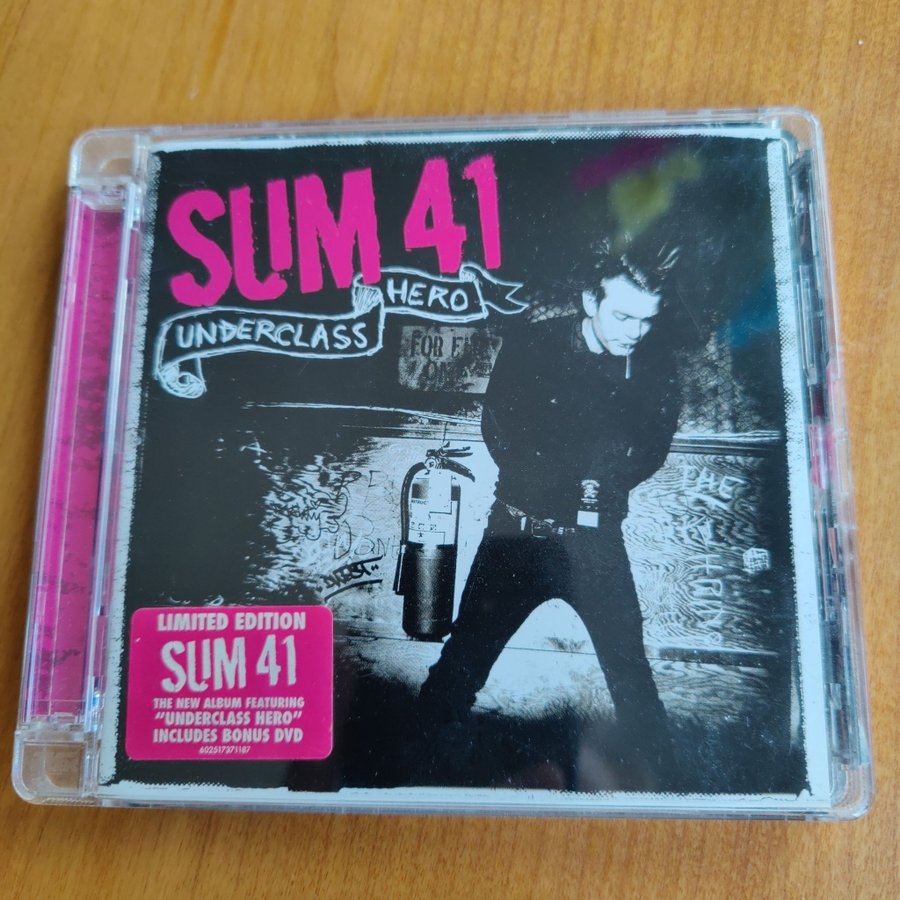 SUM 41
UNDERCLASS HERO
FOR
LIMITED EDITION
SUM 41
THE NEW ALBUM FEATURING
"UNDERCLASS HERO"
INCLUDES BONUS DVD
602517371187